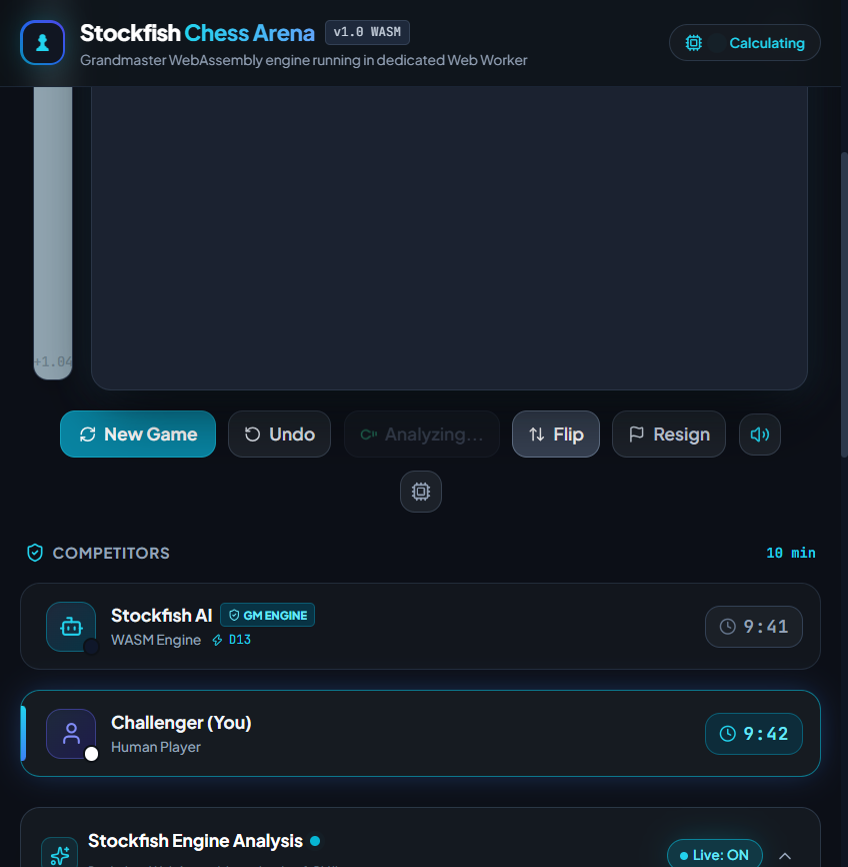 Stockfish Chess Arena v1.0 WASM
Grandmaster WebAssembly engine running in dedicated Web Worker
Calculating
+1.04
New Game
Undo
Analyzing...
Flip
Resign
COMPETITORS
10 min
Stockfish AI GM ENGINE
WASM Engine D13
9:41
Challenger (You)
Human Player
9:42
Stockfish Engine Analysis
Live: ON